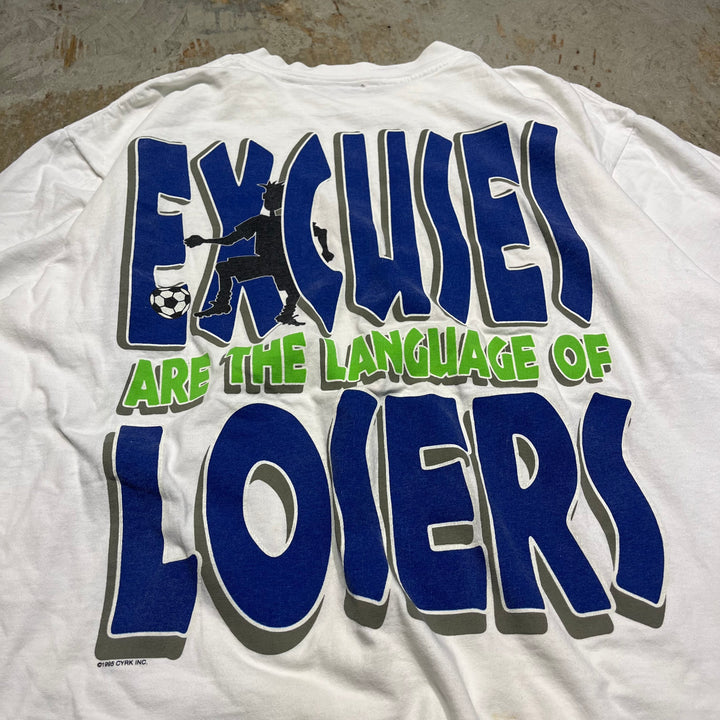 EXCUSES
ARE THE LANGUAGE OF
LOSERS
©1995 CYRK INC.